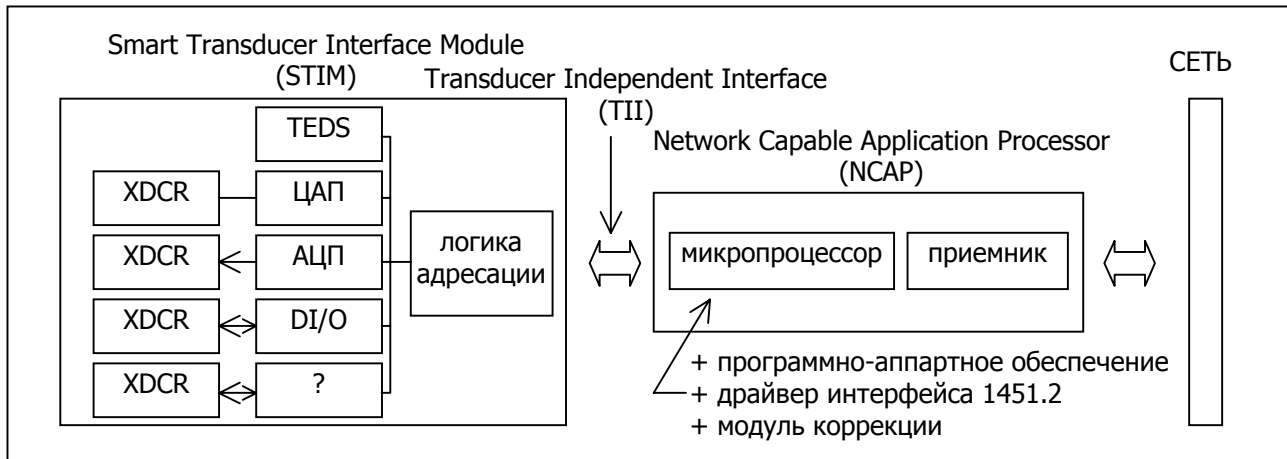 Smart Transducer Interface Module
(STIM)
Transducer Independent Interface
(TII)
СЕТЬ
Network Capable Application Processor
(NCAP)
TEDS
XDCR
ЦАП
XDCR
АЦП
XDCR
DI/O
XDCR
?
логика
адресации
микропроцессор
приемник
+ программно-аппартное обеспечение
+ драйвер интерфейса 1451.2
+ модуль коррекции